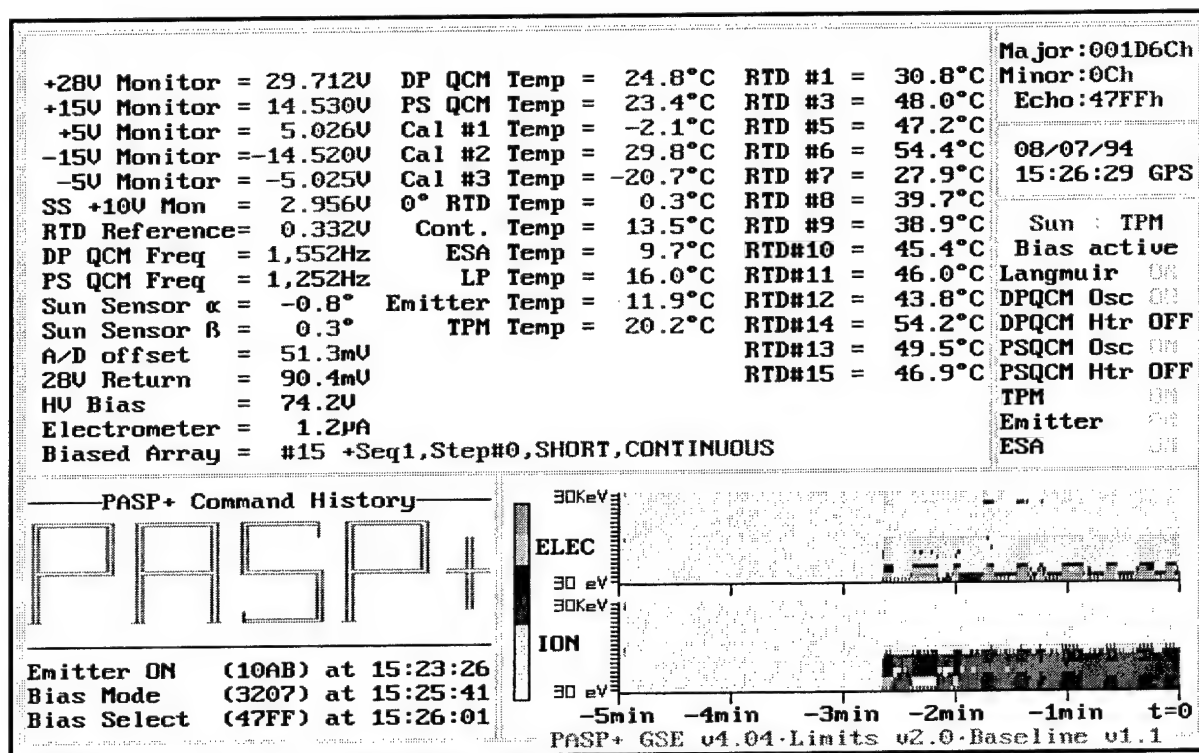 +28V Monitor = 29.712V DP QCM Temp = 24.8°C RTD #1 = 30.8°C
+15V Monitor = 14.530V PS QCM Temp = 23.4°C RTD #3 = 48.0°C
+5V Monitor = 5.026V Cal #1 Temp = -2.1°C RTD #5 = 47.2°C
-15V Monitor =-14.520V Cal #2 Temp = 29.8°C RTD #6 = 54.4°C
-5V Monitor = -5.025V Cal #3 Temp = -20.7°C RTD #7 = 27.9°C
SS +10V Mon = 2.956V 0° RTD Temp = 0.3°C RTD #8 = 39.7°C
RTD Reference= 0.332V Cont. Temp = 13.5°C RTD #9 = 38.9°C
DP QCM Freq = 1,552Hz ESA Temp = 9.7°C RTD#10 = 45.4°C
PS QCM Freq = 1,252Hz LP Temp = 16.0°C RTD#11 = 46.0°C
Sun Sensor α = -0.8° Emitter Temp = 11.9°C RTD#12 = 43.8°C
Sun Sensor ß = 0.3° TPM Temp = 20.2°C RTD#14 = 54.2°C
A/D offset = 51.3mV RTD#13 = 49.5°C
28V Return = 90.4mV RTD#15 = 46.9°C
HV Bias = 74.2V
Electrometer = 1.2µA
Biased Array = #15 +Seq1,Step#0,SHORT,CONTINUOUS
Major:001D6Ch
Minor:0Ch
Echo:47FFh
08/07/94
15:26:29 GPS
Sun : TPM
Bias active
Langmuir ON
DPQCM Osc ON
DPQCM Htr OFF
PSQCM Osc ON
PSQCM Htr OFF
TPM ON
Emitter ON
ESA ON
PASP+ Command History
PASP+
Emitter ON (10AB) at 15:23:26
Bias Mode (3207) at 15:25:41
Bias Select (47FF) at 15:26:01
30KeV
ELEC
30 eV
30KeV
ION
30 eV
-5min -4min -3min -2min -1min t=0
PASP+ GSE v4.04·Limits v2.0·Baseline v1.1